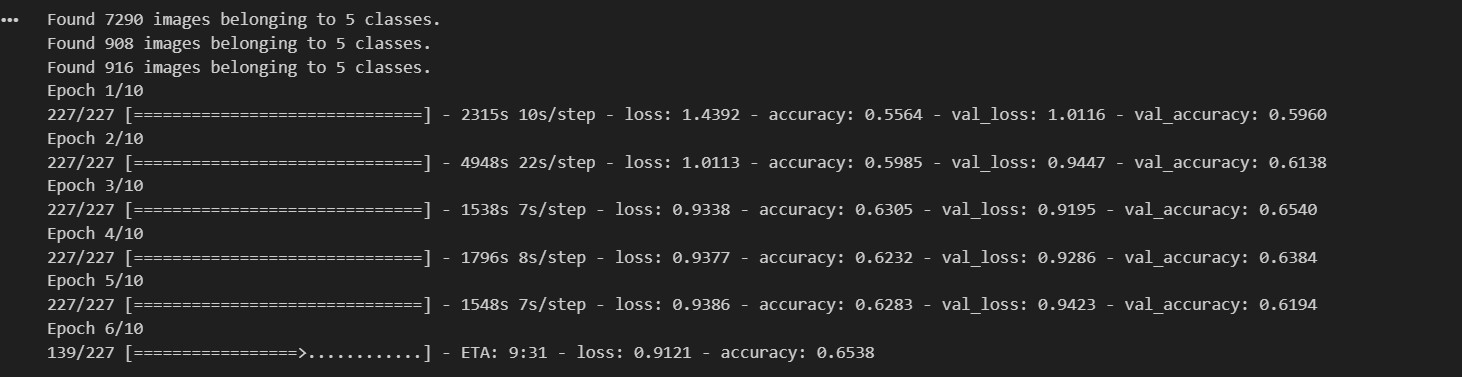 ••• Found 7290 images belonging to 5 classes.
Found 908 images belonging to 5 classes.
Found 916 images belonging to 5 classes.
Epoch 1/10
227/227 [==============================] - 2315s 10s/step - loss: 1.4392 - accuracy: 0.5564 - val_loss: 1.0116 - val_accuracy: 0.5960
Epoch 2/10
227/227 [==============================] - 4948s 22s/step - loss: 1.0113 - accuracy: 0.5985 - val_loss: 0.9447 - val_accuracy: 0.6138
Epoch 3/10
227/227 [==============================] - 1538s 7s/step - loss: 0.9338 - accuracy: 0.6305 - val_loss: 0.9195 - val_accuracy: 0.6540
Epoch 4/10
227/227 [==============================] - 1796s 8s/step - loss: 0.9377 - accuracy: 0.6232 - val_loss: 0.9286 - val_accuracy: 0.6384
Epoch 5/10
227/227 [==============================] - 1548s 7s/step - loss: 0.9386 - accuracy: 0.6283 - val_loss: 0.9423 - val_accuracy: 0.6194
Epoch 6/10
139/227 [=================>............] - ETA: 9:31 - loss: 0.9121 - accuracy: 0.6538